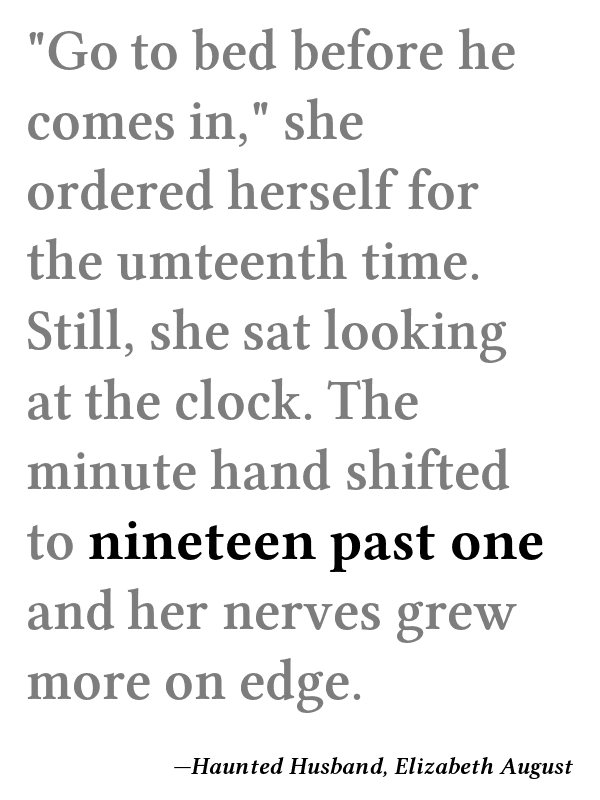 "Go to bed before he
comes in," she
ordered herself for
the umteenth time.
Still, she sat looking
at the clock. The
minute hand shifted
to nineteen past one
and her nerves grew
more on edge.
—Haunted Husband, Elizabeth August